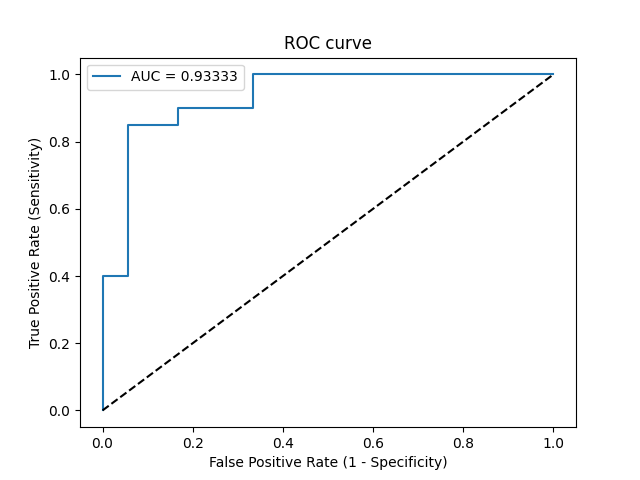 ROC curve
AUC = 0.93333
True Positive Rate (Sensitivity)
1.0
0.8
0.6
0.4
0.2
0.0
0.0 0.2 0.4 0.6 0.8 1.0
False Positive Rate (1 - Specificity)